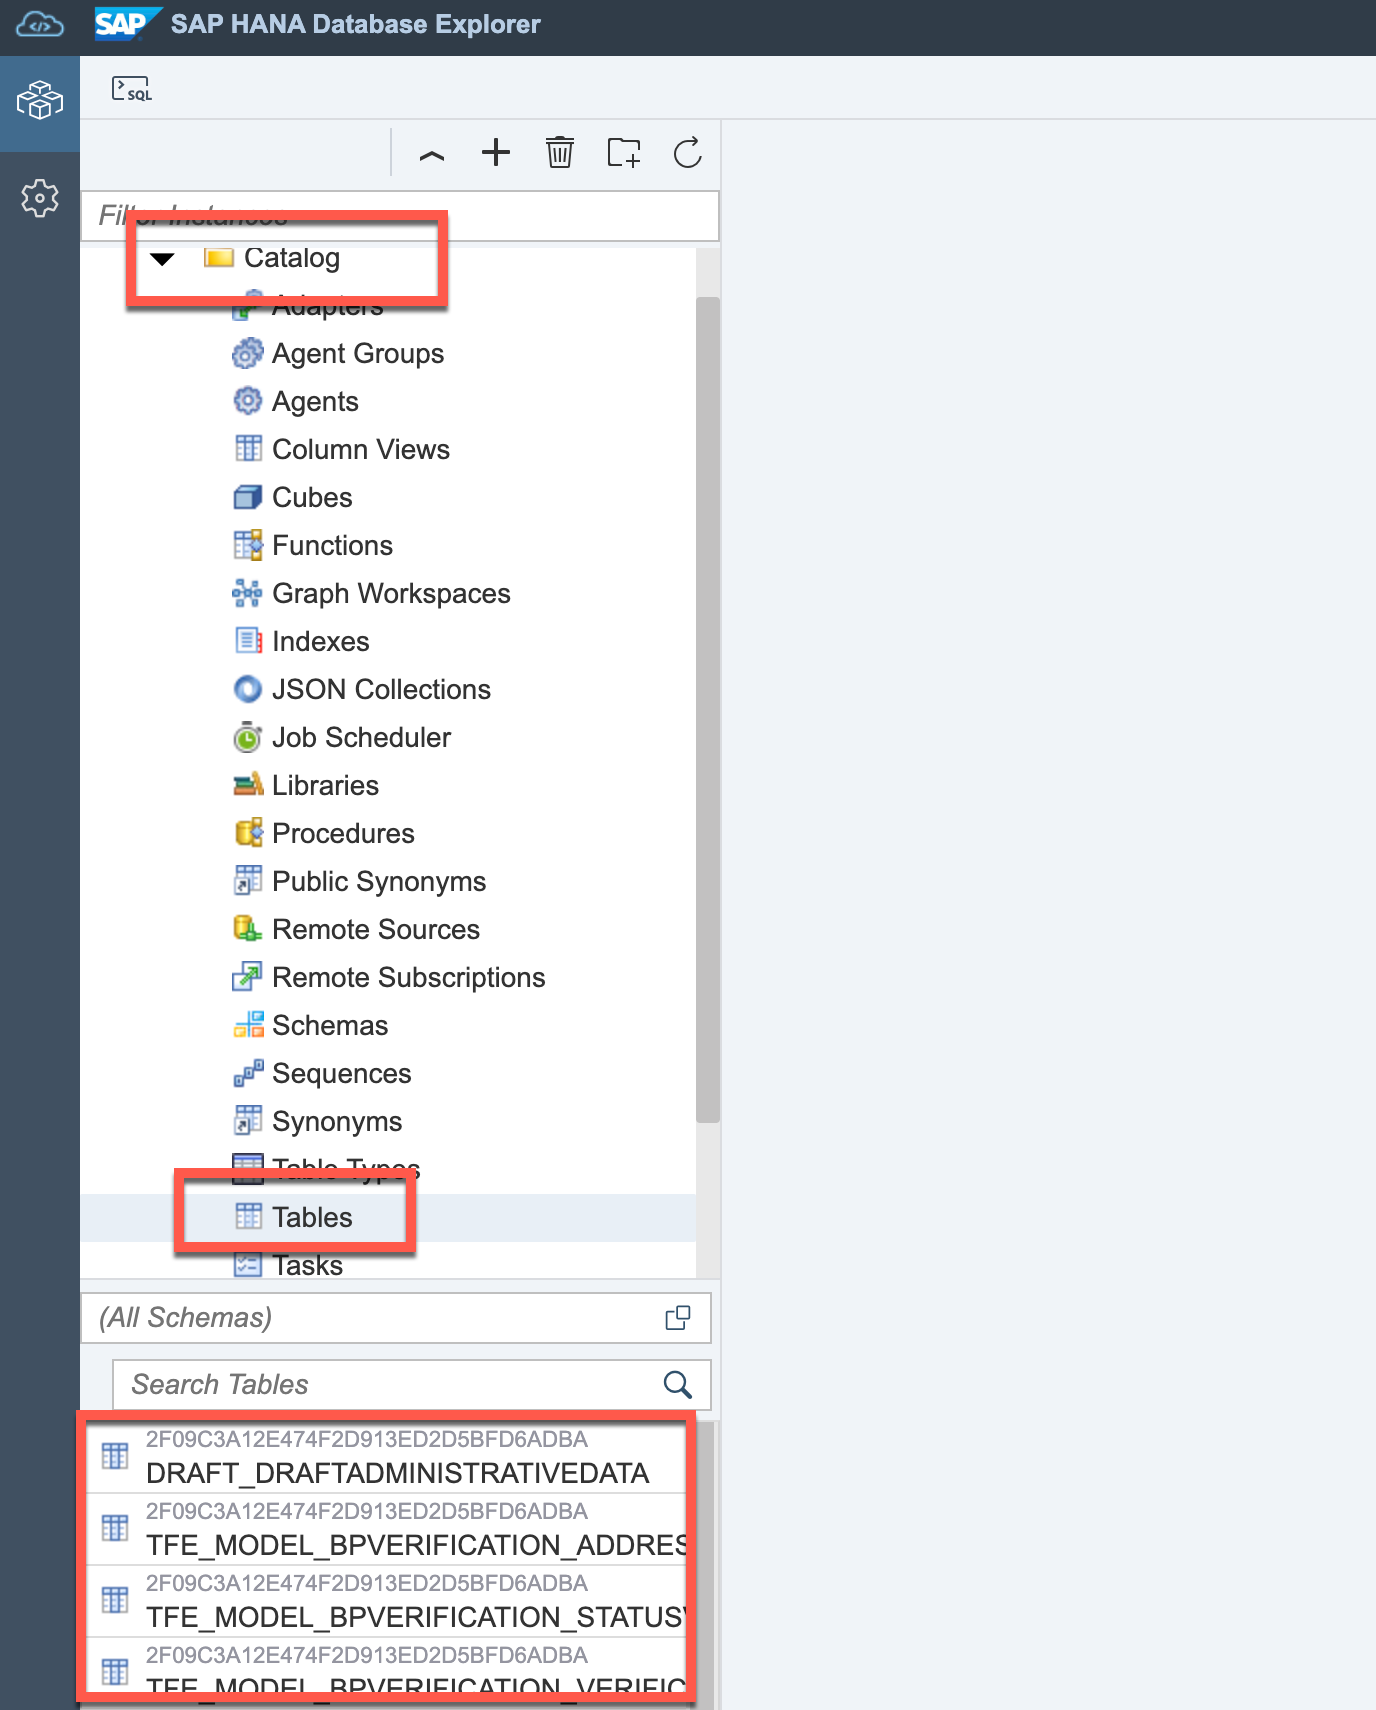 SAP SAP HANA Database Explorer
SQL
Filter Instances
Catalog
Adapters
Agent Groups
Agents
Column Views
Cubes
Functions
Graph Workspaces
Indexes
JSON Collections
Job Scheduler
Libraries
Procedures
Public Synonyms
Remote Sources
Remote Subscriptions
Schemas
Sequences
Synonyms
Table Types
Tables
Tasks
(All Schemas)
Search Tables
2F09C3A12E474F2D913ED2D5BFD6ADBA
DRAFT_DRAFTADMINISTRATIVEDATA
2F09C3A12E474F2D913ED2D5BFD6ADBA
TFE_MODEL_BPVERIFICATION_ADDRES
2F09C3A12E474F2D913ED2D5BFD6ADBA
TFE_MODEL_BPVERIFICATION_STATUS
2F09C3A12E474F2D913ED2D5BFD6ADBA
TFE_MODEL_BPVERIFICATION_VERIFIC